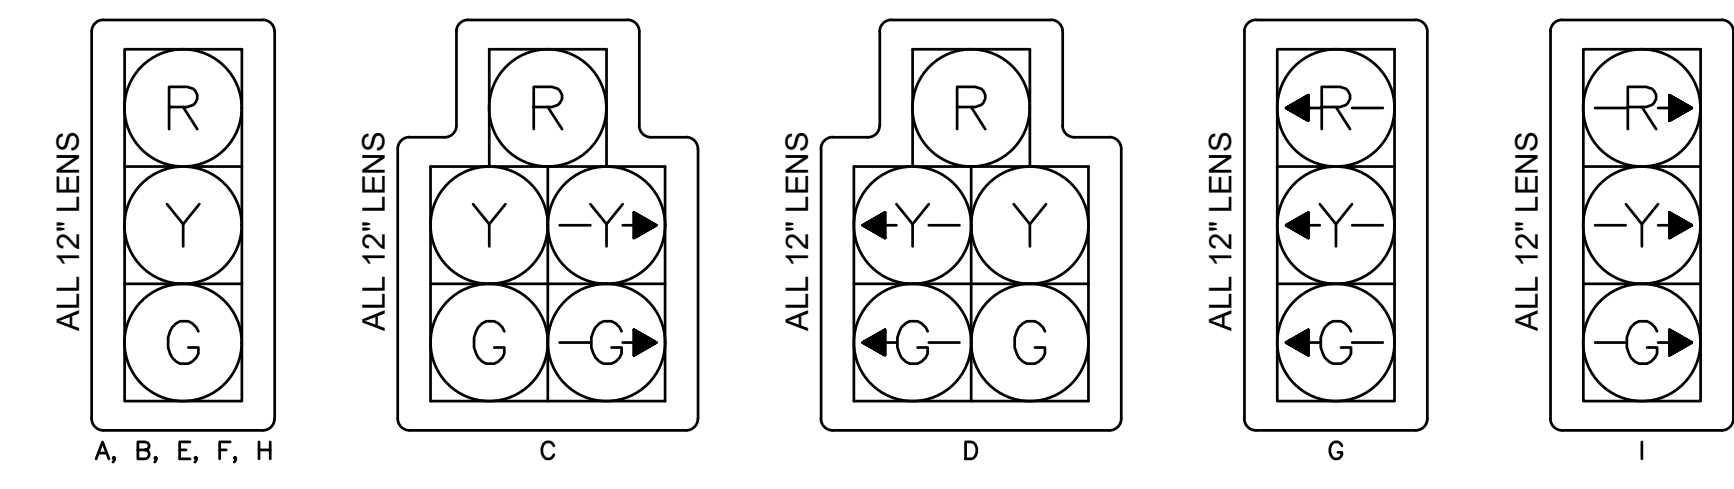 ALL 12" LENS
R
Y
G
A, B, E, F, H
ALL 12" LENS
R
Y Y
G G
C
ALL 12" LENS
R
Y Y
G G
D
ALL 12" LENS
R
Y
G
G
ALL 12" LENS
R
Y
G
I